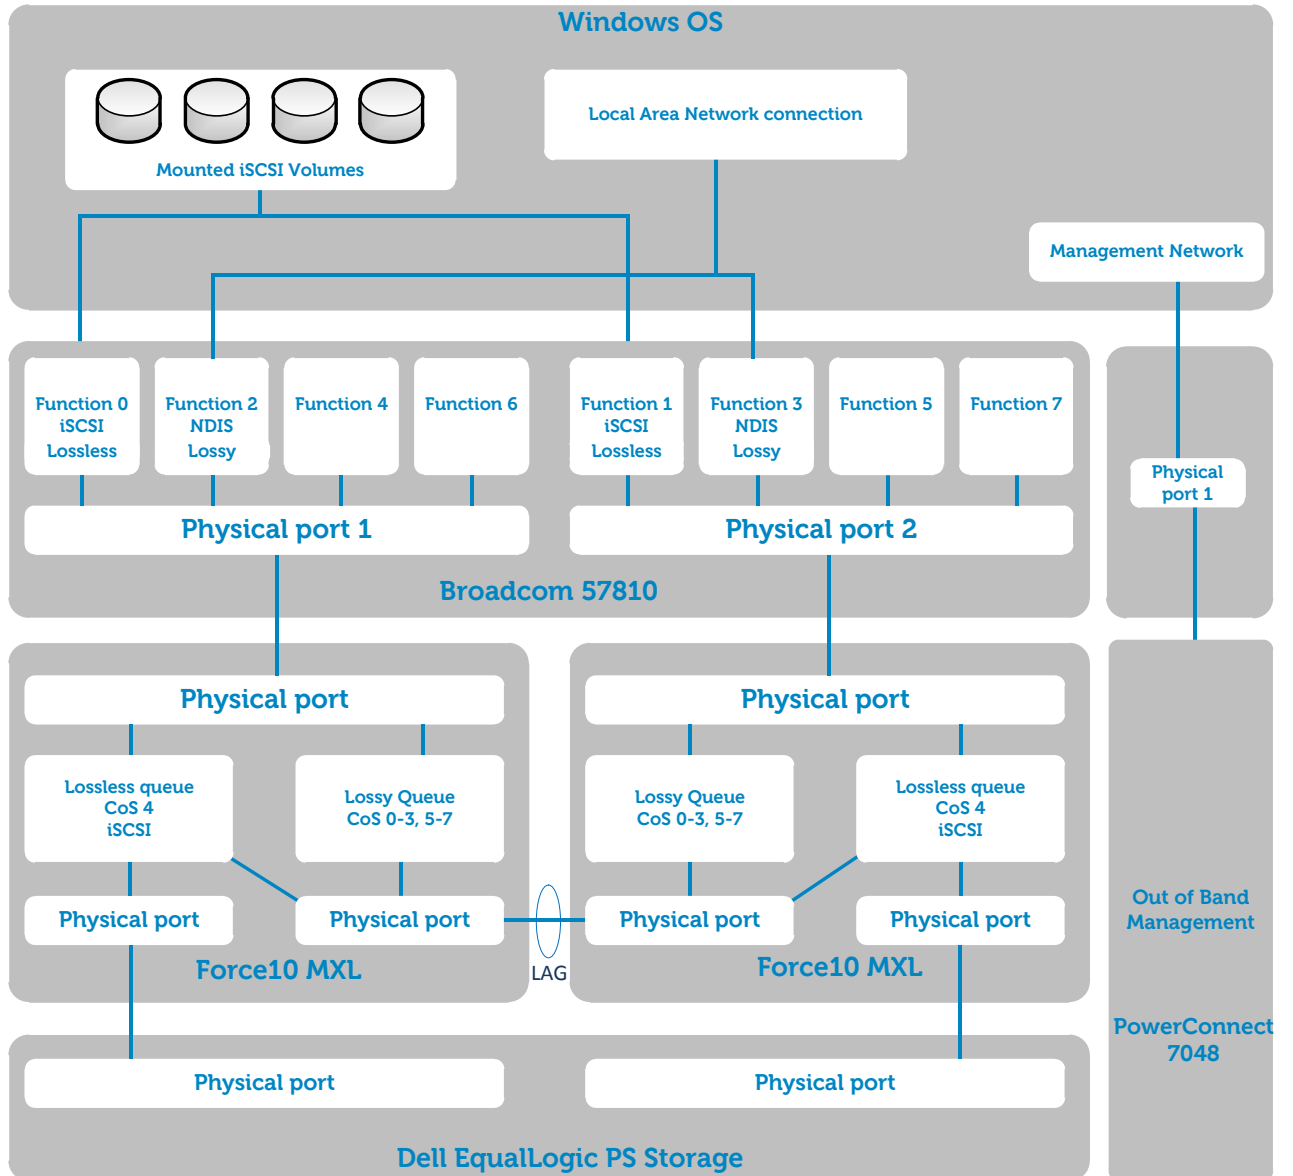 Windows OS
Mounted iSCSI Volumes
Local Area Network connection
Management Network
Function 0
iSCSI
Lossless
Function 2
NDIS
Lossy
Function 4
Function 6
Function 1
iSCSI
Lossless
Function 3
NDIS
Lossy
Function 5
Function 7
Physical port 1
Physical port 2
Broadcom 57810
Physical
port 1
Physical port
Lossless queue
CoS 4
iSCSI
Lossy Queue
CoS 0-3, 5-7
Physical port
Physical port
Force10 MXL
LAG
Physical port
Lossy Queue
CoS 0-3, 5-7
Lossless queue
CoS 4
iSCSI
Physical port
Physical port
Force10 MXL
Out of Band
Management
PowerConnect
7048
Physical port
Physical port
Dell EqualLogic PS Storage